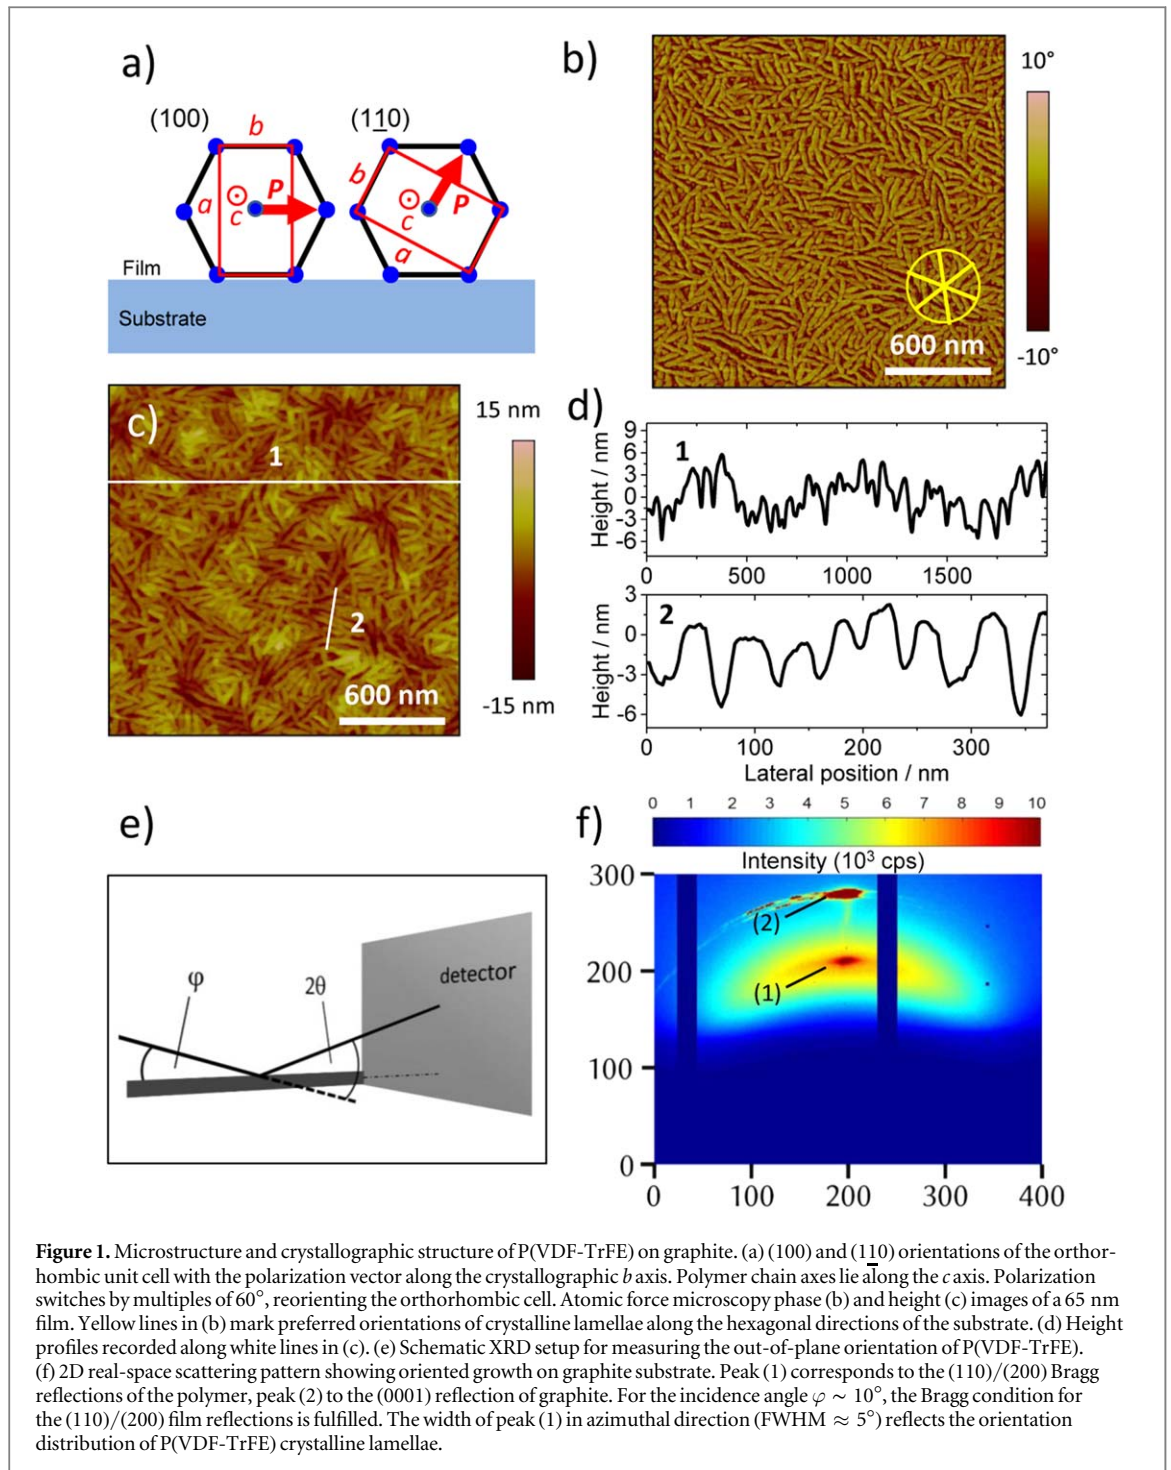 a)
(100)
b
a
c
P
(110)
b
c
P
a
Film
Substrate
b)
10°
-10°
600 nm
c)
1
2
600 nm
15 nm
-15 nm
d)
1
Height / nm
9
6
3
0
-3
-6
0 500 1000 1500
2
Height / nm
3
0
-3
-6
0 100 200 300
Lateral position / nm
e)
φ
2θ
detector
f)
0 1 2 3 4 5 6 7 8 9 10
Intensity (10³ cps)
300
200
100
0
(2)
(1)
0 100 200 300 400
Figure 1. Microstructure and crystallographic structure of P(VDF-TrFE) on graphite. (a) (100) and (11̲0) orientations of the orthor-
hombic unit cell with the polarization vector along the crystallographic b axis. Polymer chain axes lie along the c axis. Polarization
switches by multiples of 60°, reorienting the orthorhombic cell. Atomic force microscopy phase (b) and height (c) images of a 65 nm
film. Yellow lines in (b) mark preferred orientations of crystalline lamellae along the hexagonal directions of the substrate. (d) Height
profiles recorded along white lines in (c). (e) Schematic XRD setup for measuring the out-of-plane orientation of P(VDF-TrFE).
(f) 2D real-space scattering pattern showing oriented growth on graphite substrate. Peak (1) corresponds to the (110)/(200) Bragg
reflections of the polymer, peak (2) to the (0001) reflection of graphite. For the incidence angle φ ∼ 10°, the Bragg condition for
the (110)/(200) film reflections is fulfilled. The width of peak (1) in azimuthal direction (FWHM ≈ 5°) reflects the orientation
distribution of P(VDF-TrFE) crystalline lamellae.